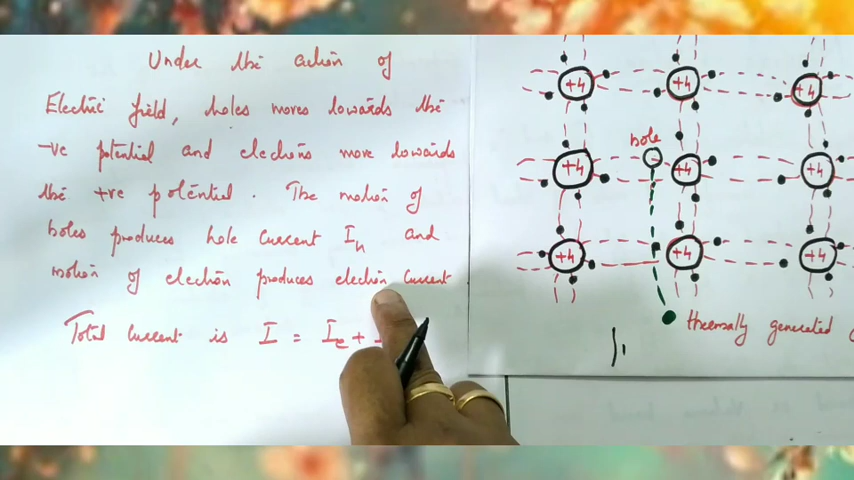 Under the action of
Electric field, holes moves towards the
-ve potential and electrons move towards
the +ve potential. The motion of
holes produces hole current Ih and
motion of electron produces electron current
Total current is I = Ie +
+4 +4 +4
hole
+4 +4 +4
+4 +4 +4
thermally generated